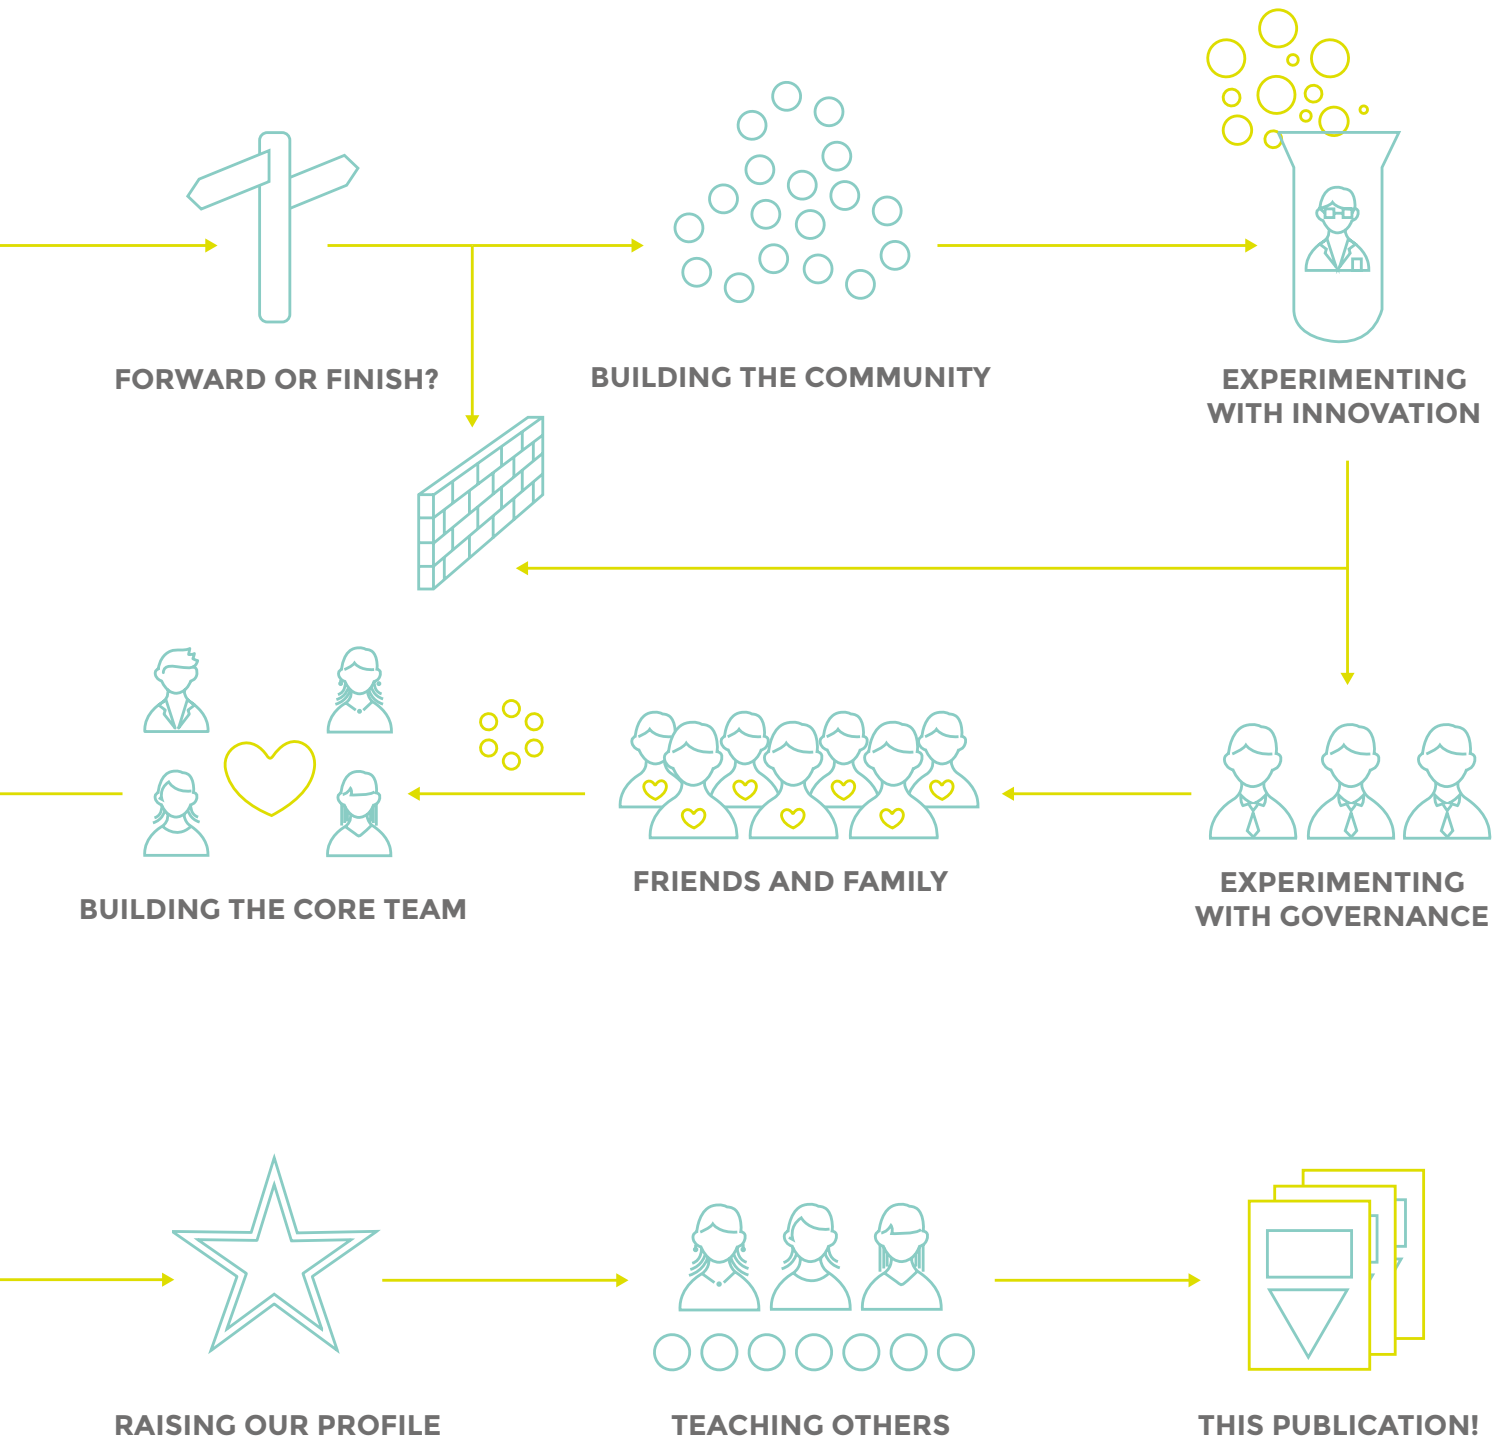 FORWARD OR FINISH?
BUILDING THE COMMUNITY
EXPERIMENTING
WITH INNOVATION
BUILDING THE CORE TEAM
FRIENDS AND FAMILY
EXPERIMENTING
WITH GOVERNANCE
RAISING OUR PROFILE
TEACHING OTHERS
THIS PUBLICATION!